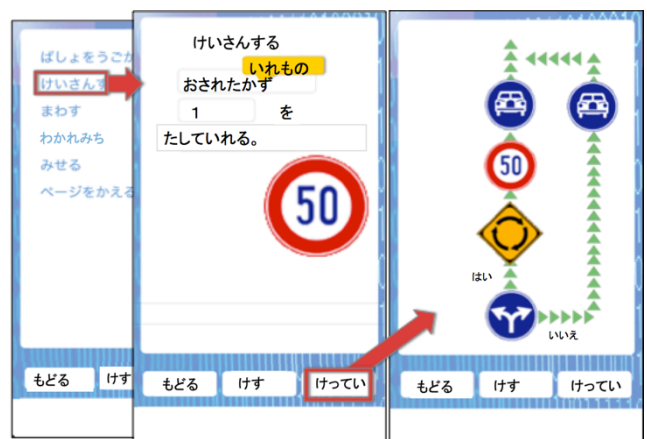 ばしょをうごか
けいさんす
まわす
わかれみち
みせる
ページをかえる
もどる
けす
けいさんする
いれもの
おされたかず
1
を
たしていれる。
50
もどる
けす
けってい
50
はい
いいえ
もどる
けす
けってい